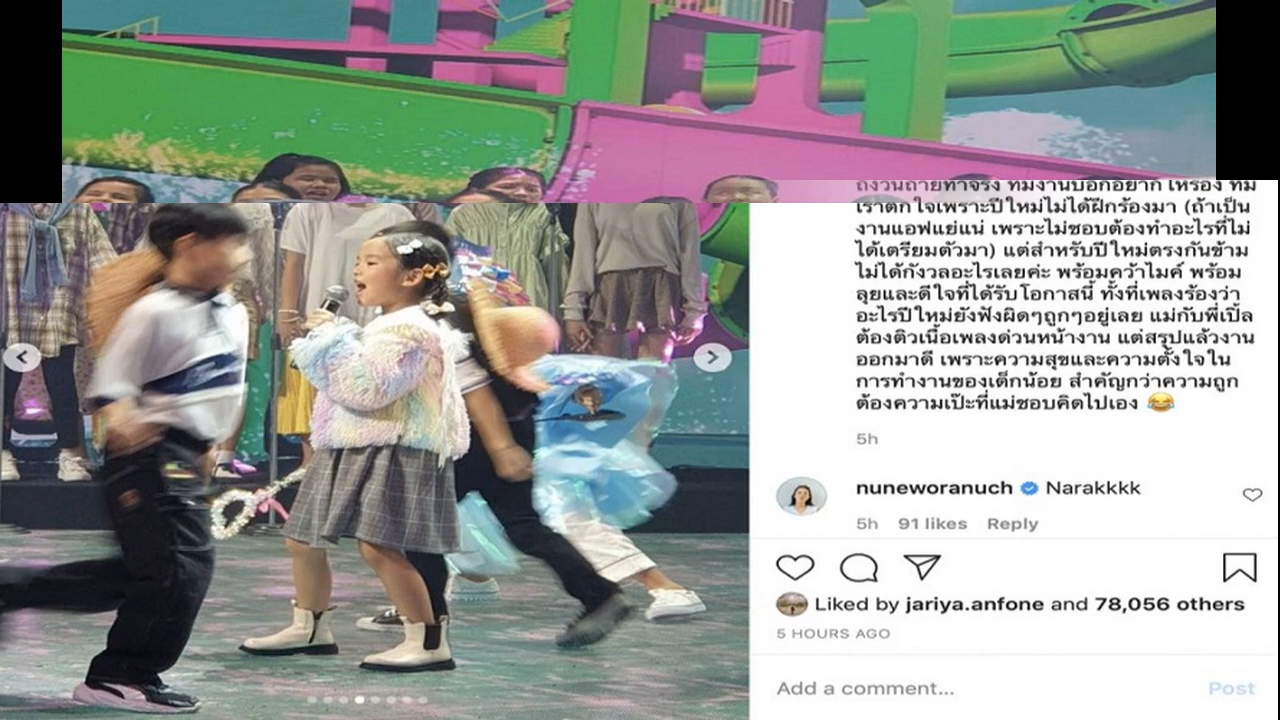 ถึงวันถ่ายทำจริง ทีมงานบอกอยากให้ร้อง ทีม
เราตกใจเพราะปีใหม่ไม่ได้ฝึกร้องมา (ถ้าเป็น
งานแอฟแย่แน่ เพราะไม่ชอบต้องทำอะไรที่ไม่
ได้เตรียมตัวมา) แต่สำหรับปีใหม่ตรงกันข้าม
ไม่ได้กังวลอะไรเลยค่ะ พร้อมคว้าไมค์ พร้อม
ลุยและดีใจที่ได้รับโอกาสนี้ ทั้งที่เพลงร้องว่า
อะไรปีใหม่ยังฟังผิดๆถูกๆอยู่เลย แม่กับพี่เปิ้ล
ต้องติวเนื้อเพลงด่วนหน้างาน แต่สรุปแล้วงาน
ออกมาดี เพราะความสุขและความตั้งใจใน
การทำงานของเด็กน้อย สำคัญกว่าความถูก
ต้องความเป๊ะที่แม่ชอบคิดไปเอง 😂
5h
nuneworanuch Narakkkk
5h 91 likes Reply
Liked by jariya.anfone and 78,056 others
5 HOURS AGO
Add a comment... Post